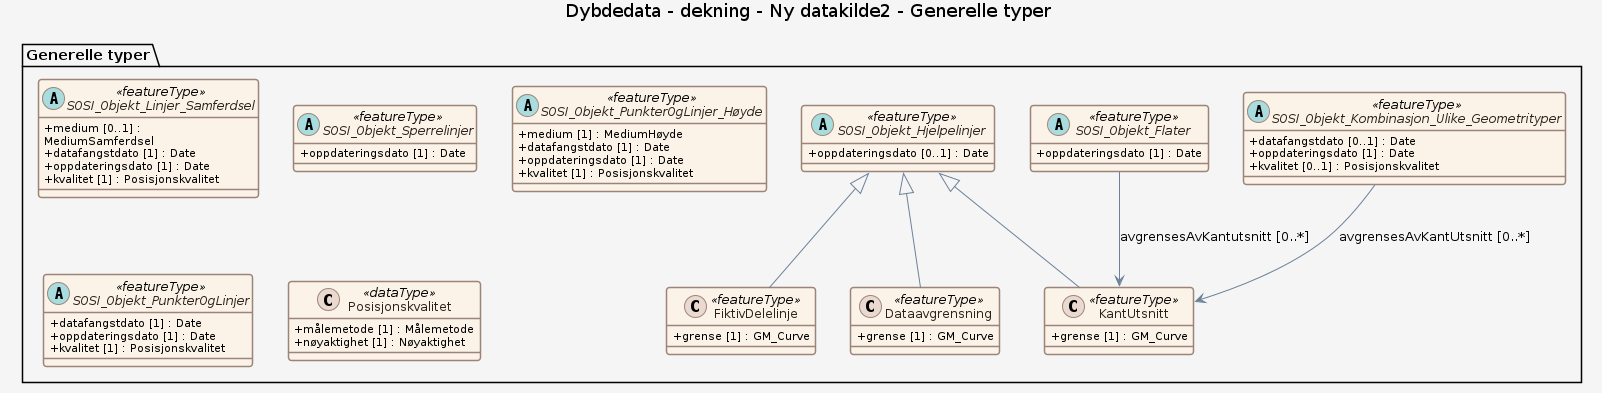 Dybdedata - dekning - Ny datakilde2 - Generelle typer
Generelle typer
A
«featureType»
SOSI_Objekt_Linjer_Samferdsel
+medium [0..1] :
MediumSamferdsel
+datafangstdato [1] : Date
+oppdateringsdato [1] : Date
+kvalitet [1] : Posisjonskvalitet
A
«featureType»
SOSI_Objekt_Sperrelinjer
+oppdateringsdato [1] : Date
A
«featureType»
SOSI_Objekt_PunkterOgLinjer_Høyde
+medium [1] : MediumHøyde
+datafangstdato [1] : Date
+oppdateringsdato [1] : Date
+kvalitet [1] : Posisjonskvalitet
A
«featureType»
SOSI_Objekt_Hjelpelinjer
+oppdateringsdato [0..1] : Date
A
«featureType»
SOSI_Objekt_Flater
+oppdateringsdato [1] : Date
A
«featureType»
SOSI_Objekt_Kombinasjon_Ulike_Geometrityper
+datafangstdato [0..1] : Date
+oppdateringsdato [1] : Date
+kvalitet [0..1] : Posisjonskvalitet
avgrensesAvKantutsnitt [0..*]
avgrensesAvKantUtsnitt [0..*]
A
«featureType»
SOSI_Objekt_PunkterOgLinjer
+datafangstdato [1] : Date
+oppdateringsdato [1] : Date
+kvalitet [1] : Posisjonskvalitet
C
«dataType»
Posisjonskvalitet
+målemetode [1] : Målemetode
+nøyaktighet [1] : Nøyaktighet
C
«featureType»
FiktivDelelinje
+grense [1] : GM_Curve
C
«featureType»
Dataavgrensning
+grense [1] : GM_Curve
C
«featureType»
KantUtsnitt
+grense [1] : GM_Curve